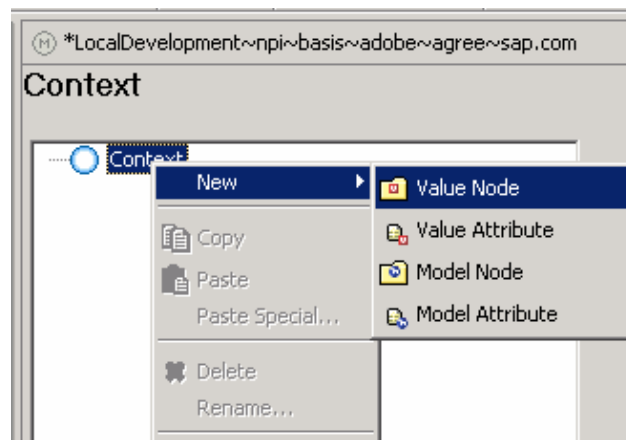 *LocalDevelopment~npi~basis~adobe~agree~sap.com
Context
Context
New
Value Node
Copy
Value Attribute
Paste
Model Node
Paste Special...
Model Attribute
Delete
Rename...